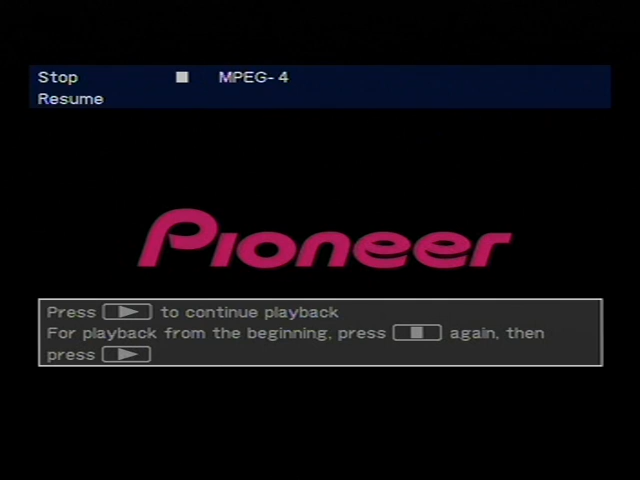 Stop ■ MPEG-4
Resume
Pioneer
Press ▶ to continue playback
For playback from the beginning, press ■ again, then
press ▶